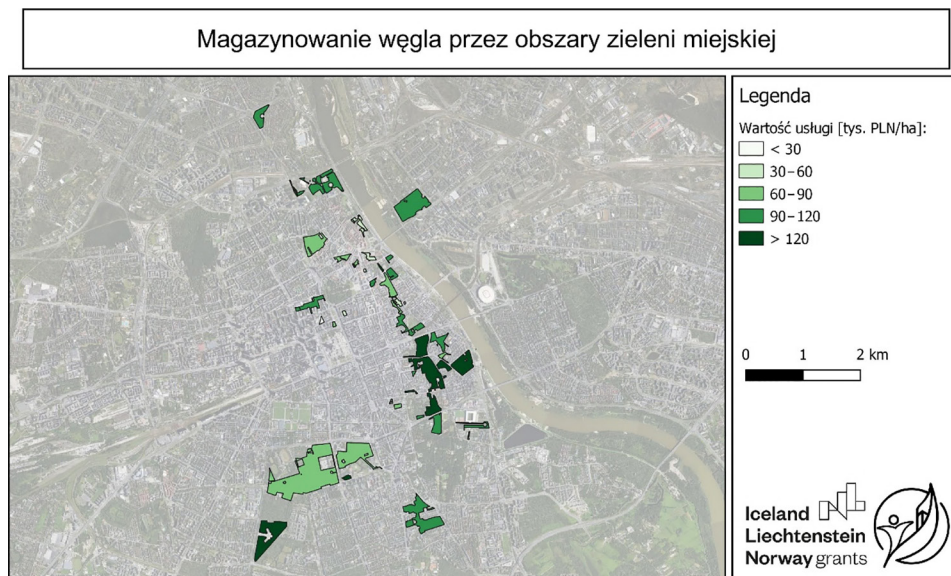 Magazynowanie węgla przez obszary zieleni miejskiej
Legenda
Wartość usługi [tys. PLN/ha]:
< 30
30–60
60–90
90–120
> 120
0 1 2 km
Iceland
Liechtenstein
Norway grants